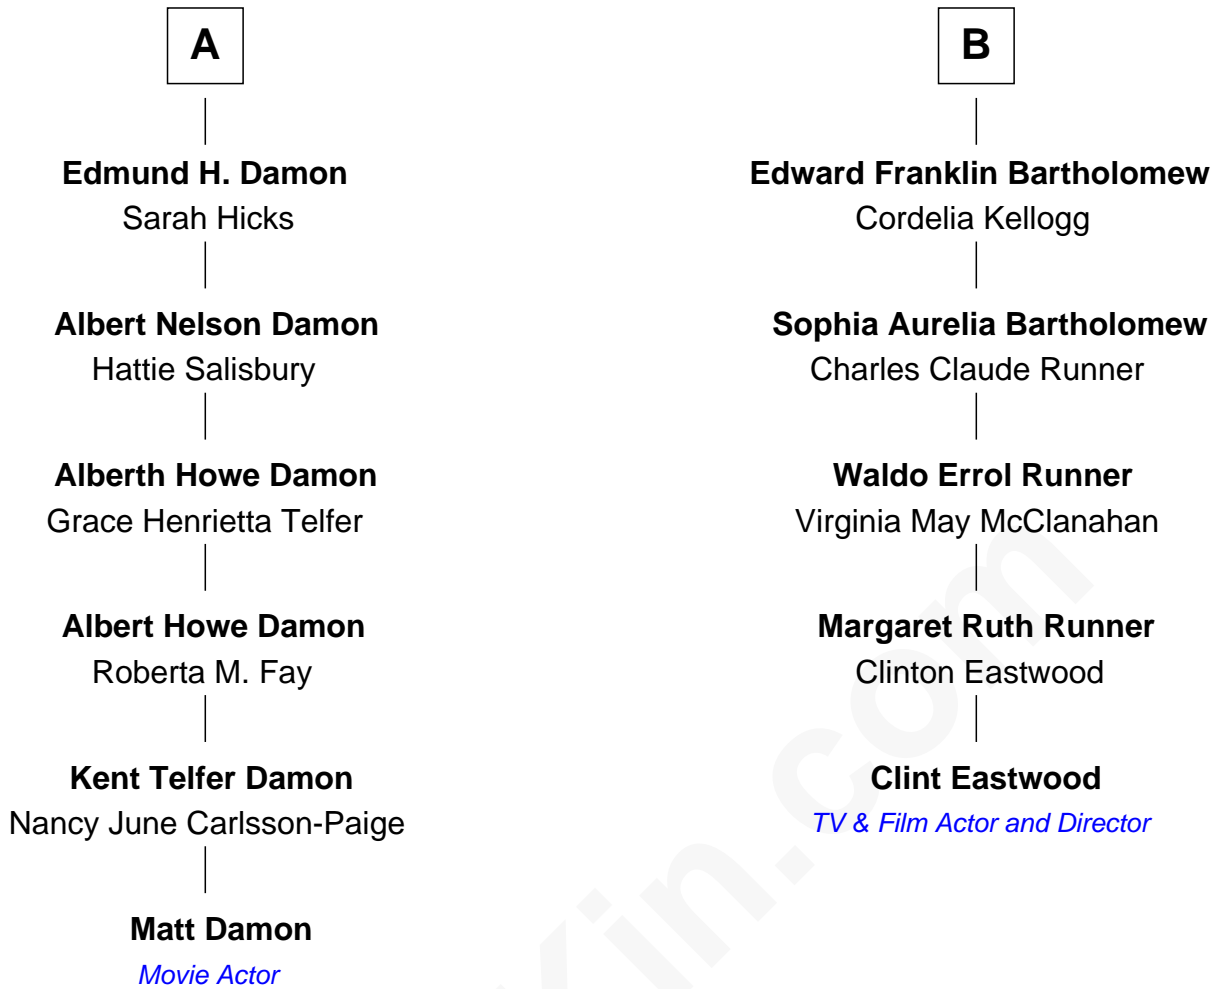 A
Edmund H. Damon
Sarah Hicks
Albert Nelson Damon
Hattie Salisbury
Alberth Howe Damon
Grace Henrietta Telfer
Albert Howe Damon
Roberta M. Fay
Kent Telfer Damon
Nancy June Carlsson-Paige
Matt Damon
Movie Actor
B
Edward Franklin Bartholomew
Cordelia Kellogg
Sophia Aurelia Bartholomew
Charles Claude Runner
Waldo Errol Runner
Virginia May McClanahan
Margaret Ruth Runner
Clinton Eastwood
Clint Eastwood
TV & Film Actor and Director
Kin.com